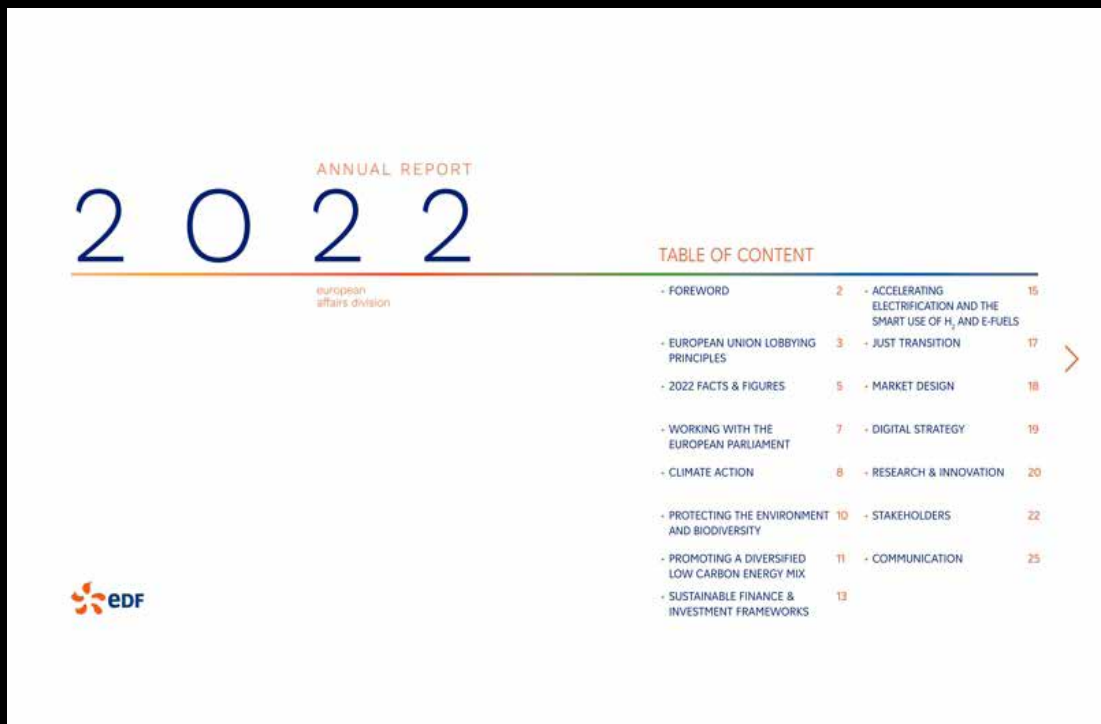 ANNUAL REPORT
2022
european
affairs division
TABLE OF CONTENT
- FOREWORD 2
- EUROPEAN UNION LOBBYING 3
PRINCIPLES
- 2022 FACTS & FIGURES 5
- WORKING WITH THE 7
EUROPEAN PARLIAMENT
- CLIMATE ACTION 8
- PROTECTING THE ENVIRONMENT 10
AND BIODIVERSITY
- PROMOTING A DIVERSIFIED 11
LOW CARBON ENERGY MIX
- SUSTAINABLE FINANCE & 13
INVESTMENT FRAMEWORKS
- ACCELERATING 15
ELECTRIFICATION AND THE
SMART USE OF H₂ AND E-FUELS
- JUST TRANSITION 17
- MARKET DESIGN 18
- DIGITAL STRATEGY 19
- RESEARCH & INNOVATION 20
- STAKEHOLDERS 22
- COMMUNICATION 25
eDF